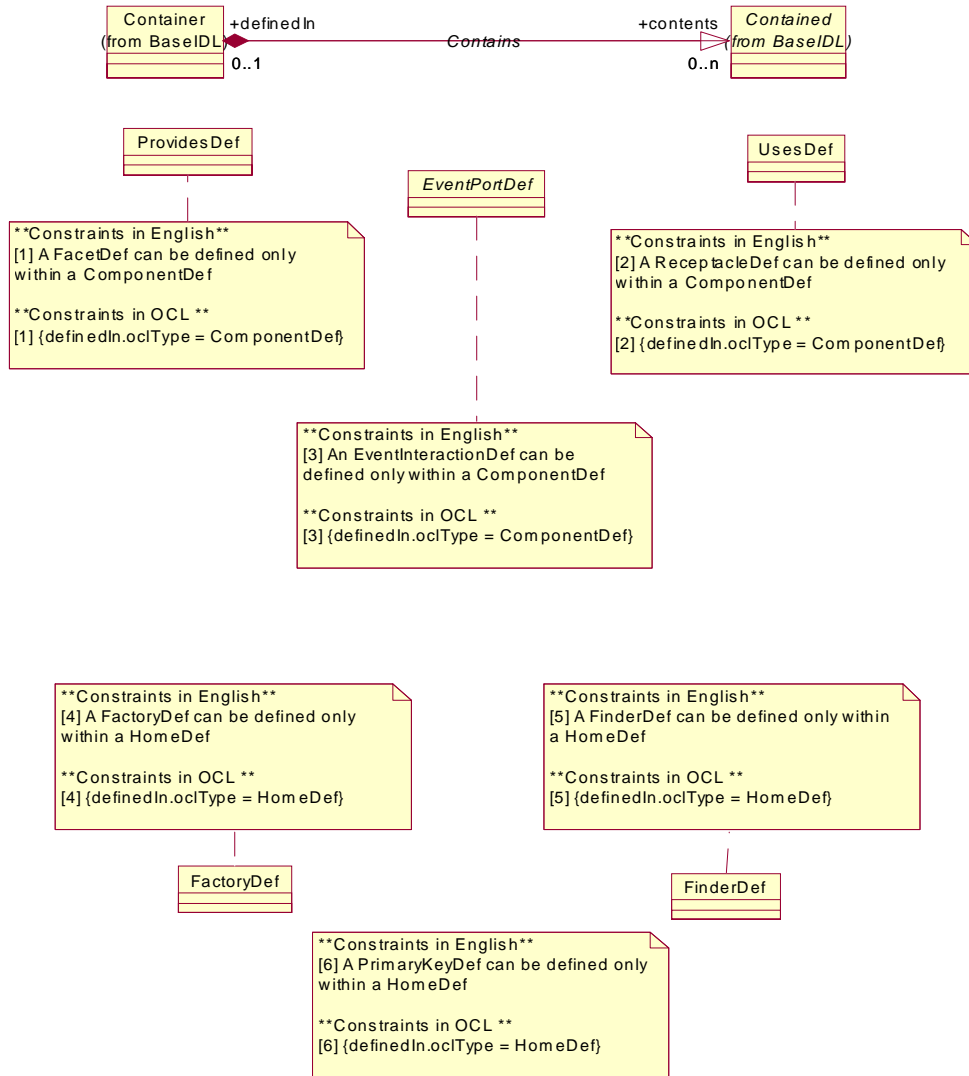 Container
(from BaseIDL)
+definedIn
0..1
Contains
+contents
0..n
Contained
(from BaseIDL)
ProvidesDef
EventPortDef
UsesDef
**Constraints in English**
[1] A FacetDef can be defined only
within a ComponentDef
**Constraints in OCL **
[1] {definedIn.oclType = ComponentDef}
**Constraints in English**
[2] A ReceptacleDef can be defined only
within a ComponentDef
**Constraints in OCL **
[2] {definedIn.oclType = ComponentDef}
**Constraints in English**
[3] An EventInteractionDef can be
defined only within a ComponentDef
**Constraints in OCL **
[3] {definedIn.oclType = ComponentDef}
**Constraints in English**
[4] A FactoryDef can be defined only
within a HomeDef
**Constraints in OCL **
[4] {definedIn.oclType = HomeDef}
**Constraints in English**
[5] A FinderDef can be defined only within
a HomeDef
**Constraints in OCL **
[5] {definedIn.oclType = HomeDef}
FactoryDef
FinderDef
**Constraints in English**
[6] A PrimaryKeyDef can be defined only
within a HomeDef
**Constraints in OCL **
[6] {definedIn.oclType = HomeDef}